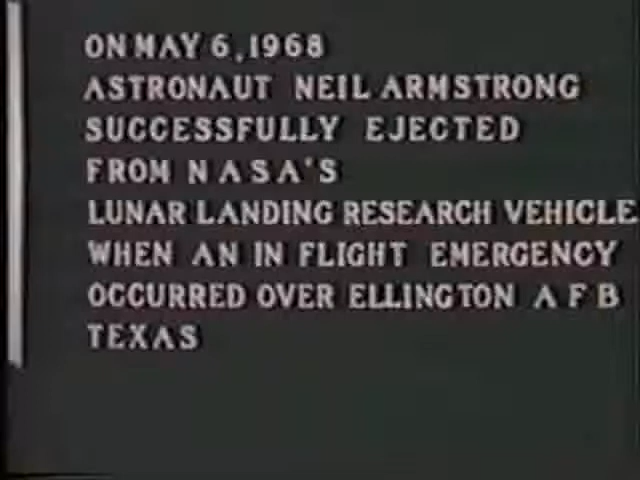 ON MAY 6,1968
ASTRONAUT NEIL ARMSTRONG
SUCCESSFULLY EJECTED
FROM N A S A'S
LUNAR LANDING RESEARCH VEHICLE
WHEN AN IN FLIGHT EMERGENCY
OCCURRED OVER ELLINGTON A F B
TEXAS